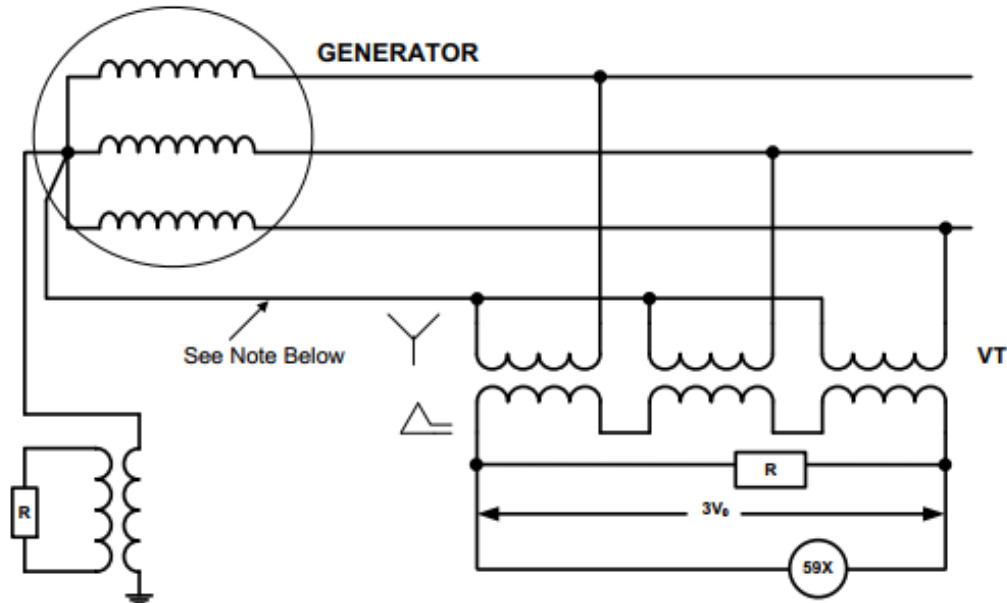 GENERATOR
See Note Below
VT
R
3V₀
R
59X